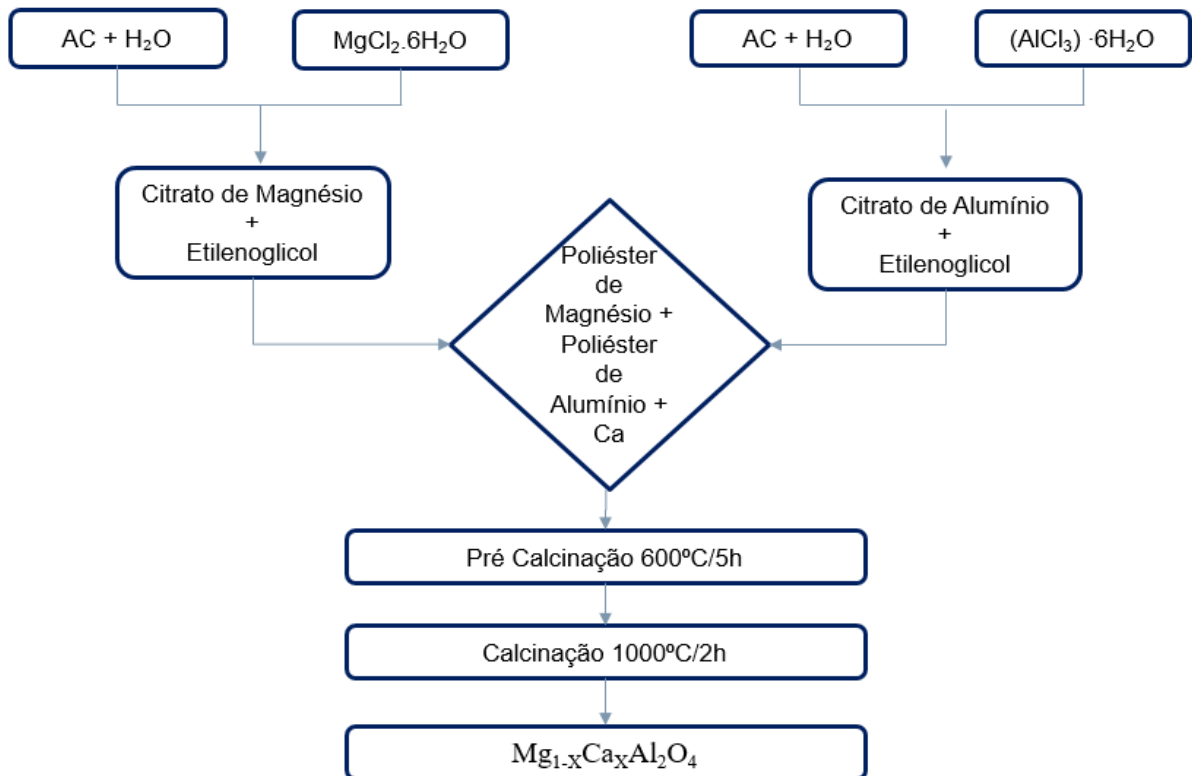 AC + H₂O
MgCl₂.6H₂O
AC + H₂O
(AlCl₃) ·6H₂O
Citrato de Magnésio
+
Etilenoglicol
Citrato de Alumínio
+
Etilenoglicol
Poliéster
de
Magnésio +
Poliéster
de
Alumínio +
Ca
Pré Calcinação 600ºC/5h
Calcinação 1000ºC/2h
Mg₁₋ₓCaₓAl₂O₄